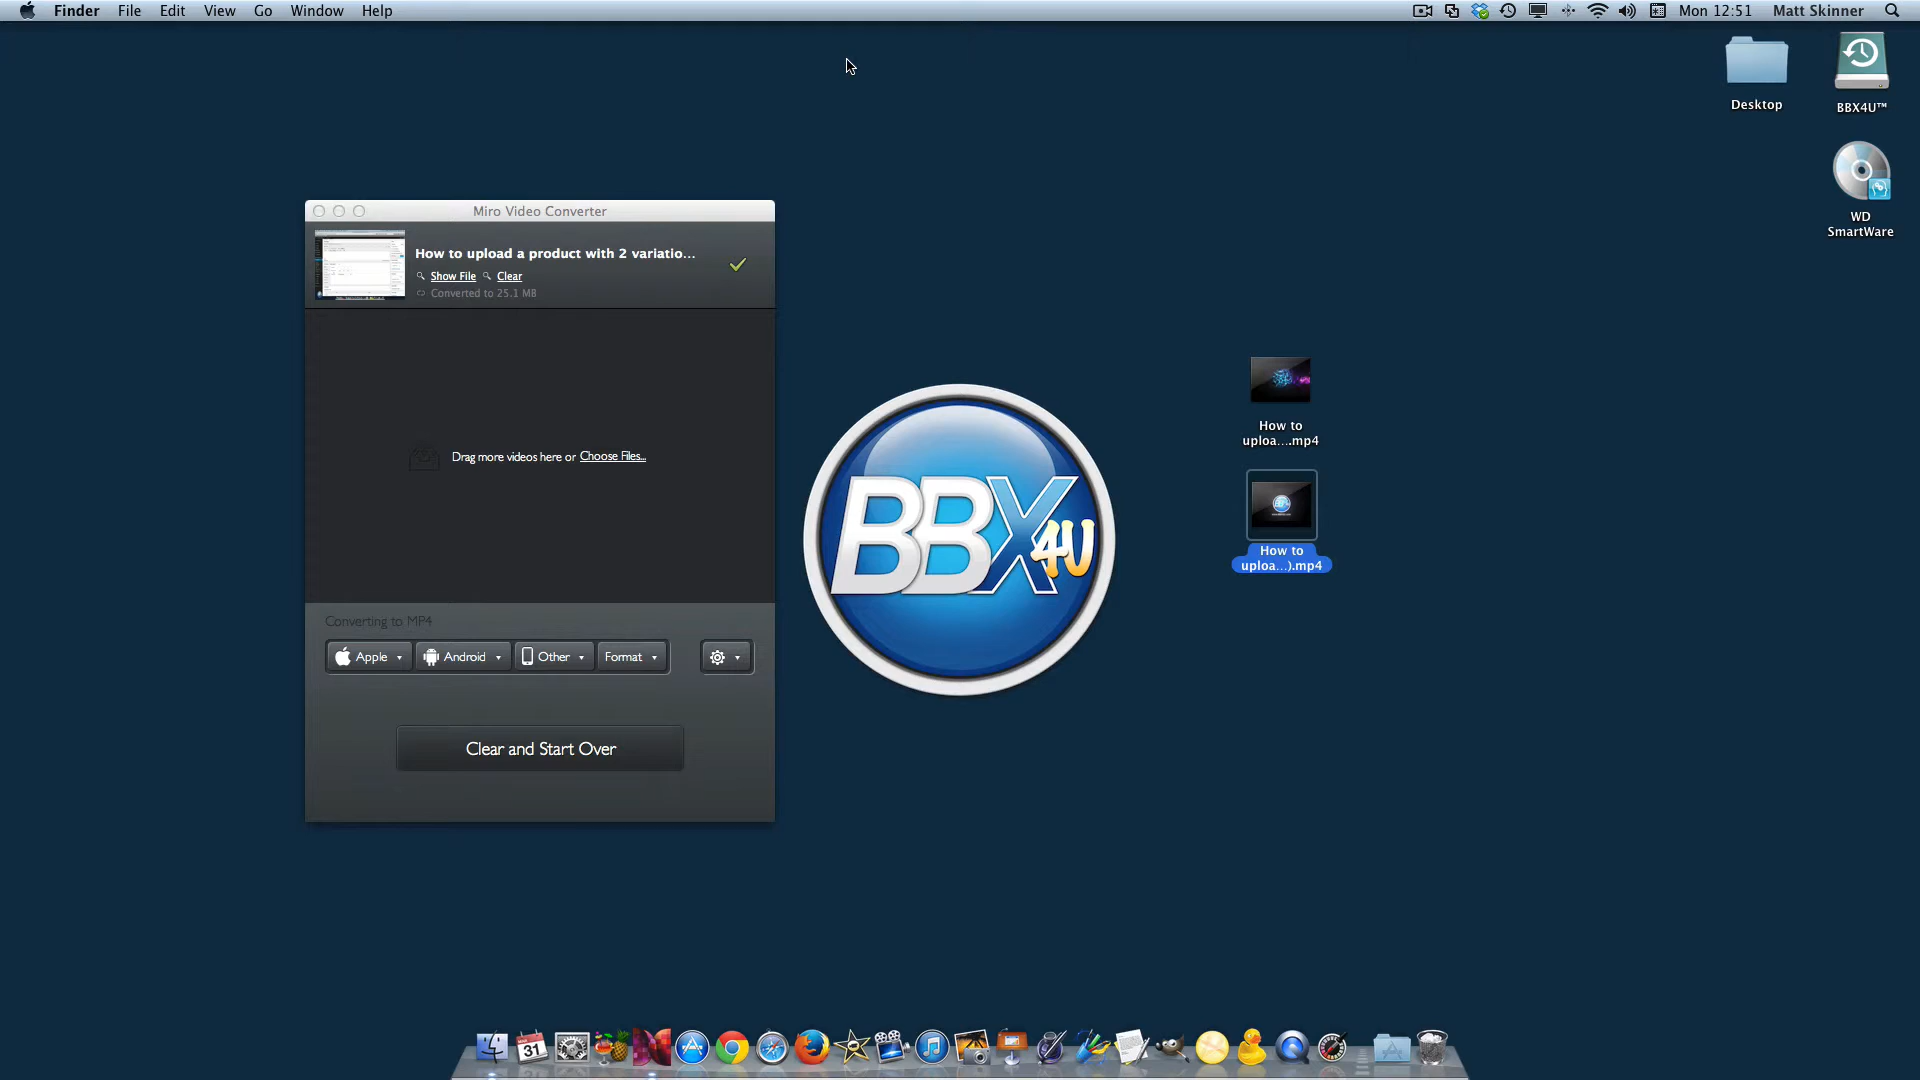 Finder File Edit View Go Window Help
Mon 12:51 Matt Skinner
Desktop
BBX4U™
WD
SmartWare
Miro Video Converter
How to upload a product with 2 variatio...
Show File Clear
Converted to 25.1 MB
Drag more videos here or Choose Files...
Converting to MP4
Apple Android Other Format
Clear and Start Over
BBX4U
How to
uploa....mp4
How to
uploa...).mp4
31